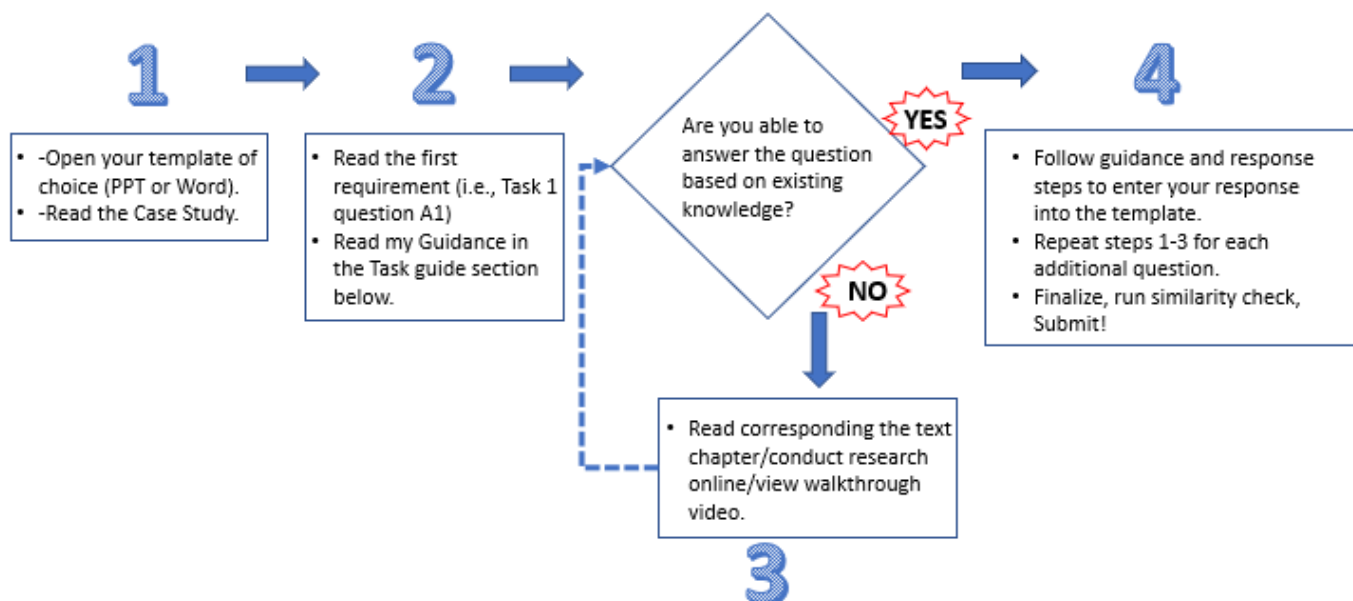 1
• -Open your template of
choice (PPT or Word).
• -Read the Case Study.
2
• Read the first
requirement (i.e., Task 1
question A1)
• Read my Guidance in
the Task guide section
below.
Are you able to
answer the question
based on existing
knowledge?
YES
NO
• Read corresponding the text
chapter/conduct research
online/view walkthrough
video.
3
4
• Follow guidance and response
steps to enter your response
into the template.
• Repeat steps 1-3 for each
additional question.
• Finalize, run similarity check,
Submit!